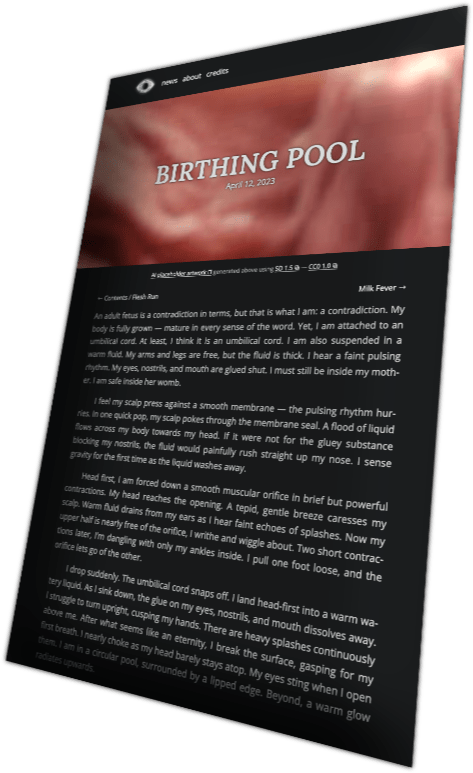 news about credits
BIRTHING POOL
April 12, 2023
AI placeholder artwork generated above using SD 1.5 — CC0 1.0
← Contents / Flesh Run
Milk Fever →
An adult fetus is a contradiction in terms, but that is what I am: a contradiction. My
body is fully grown — mature in every sense of the word. Yet, I am attached to an
umbilical cord. At least, I think it is an umbilical cord. I am also suspended in a
warm fluid. My arms and legs are free, but the fluid is thick. I hear a faint pulsing
rhythm. My eyes, nostrils, and mouth are glued shut. I must still be inside my moth-
er. I am safe inside her womb.
I feel my scalp press against a smooth membrane — the pulsing rhythm hur-
ries. In one quick pop, my scalp pokes through the membrane seal. A flood of liquid
flows across my body towards my head. If it were not for the gluey substance
blocking my nostrils, the fluid would painfully rush straight up my nose. I sense
gravity for the first time as the liquid washes away.
Head first, I am forced down a smooth muscular orifice in brief but powerful
contractions. My head reaches the opening. A tepid, gentle breeze caresses my
scalp. Warm fluid drains from my ears as I hear faint echoes of splashes. Now my
upper half is nearly free of the orifice, I writhe and wiggle about. Two short contrac-
tions later, I'm dangling with only my ankles inside. I pull one foot loose, and the
orifice lets go of the other.
I drop suddenly. The umbilical cord snaps off. I land head-first into a warm wa-
tery liquid. As I sink down, the glue on my eyes, nostrils, and mouth dissolves away.
I struggle to turn upright, cusping my hands. There are heavy splashes continuously
above me. After what seems like an eternity, I break the surface, gasping for my
first breath. I nearly choke as my head barely stays atop. My eyes sting when I open
them. I am in a circular pool, surrounded by a lipped edge. Beyond, a warm glow
radiates upwards.